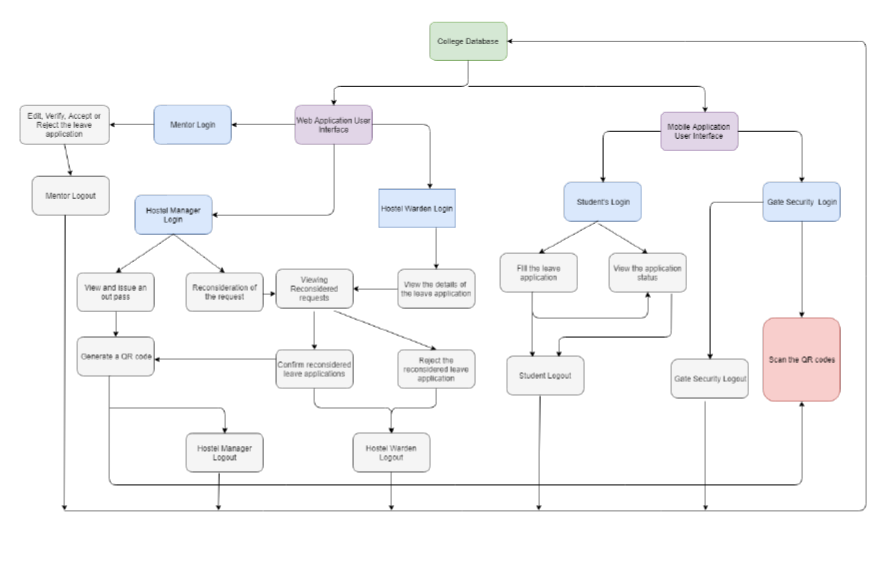 College Database
Edit, Verify, Accept or
Reject the leave
application
Mentor Login
Web Application User
Interface
Mobile Application
User Interface
Mentor Logout
Hostel Manager
Login
Hostel Warden Login
Student's Login
Gate Security Login
View and issue an
out pass
Reconsideration of
the request
Viewing
Reconsidered
requests
View the details of
the leave application
Fill the leave
application
View the application
status
Generate a QR code
Confirm reconsidered
leave applications
Reject the
reconsidered leave
application
Student Logout
Gate Security Logout
Scan the QR codes
Hostel Manager
Logout
Hostel Warden
Logout